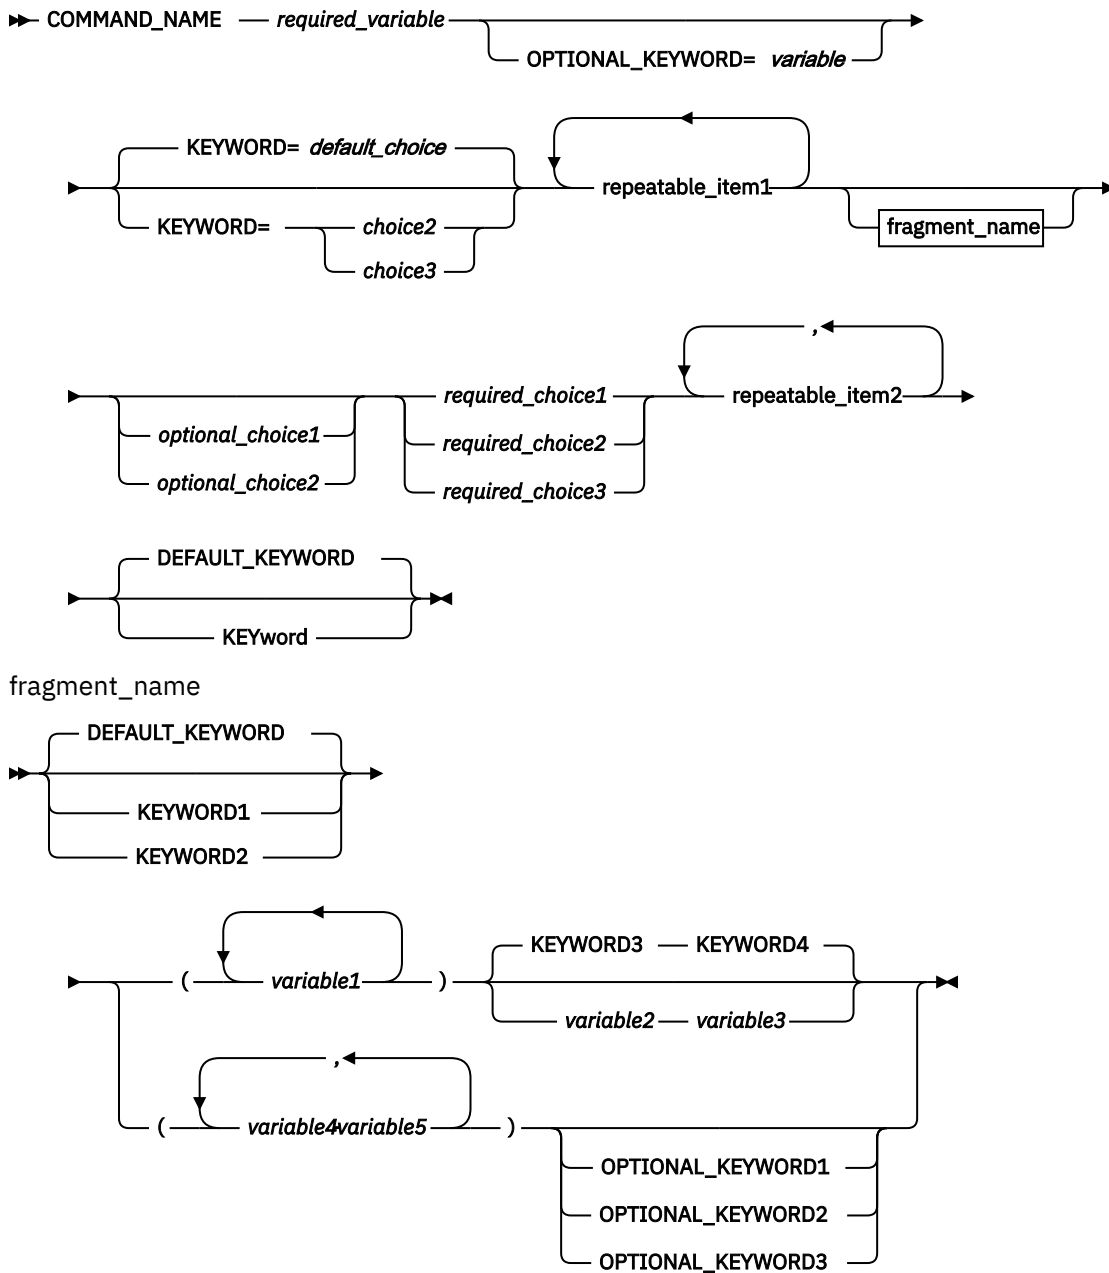 COMMAND_NAME required_variable
OPTIONAL_KEYWORD= variable
KEYWORD= default_choice
repeatable_item1
KEYWORD= choice2
fragment_name
choice3
,
required_choice1 repeatable_item2
optional_choice1 required_choice2
optional_choice2 required_choice3
DEFAULT_KEYWORD
KEYword
fragment_name
DEFAULT_KEYWORD
KEYWORD1
KEYWORD2
KEYWORD3 KEYWORD4
( variable1 )
variable2 variable3
,
( variable4variable5 )
OPTIONAL_KEYWORD1
OPTIONAL_KEYWORD2
OPTIONAL_KEYWORD3